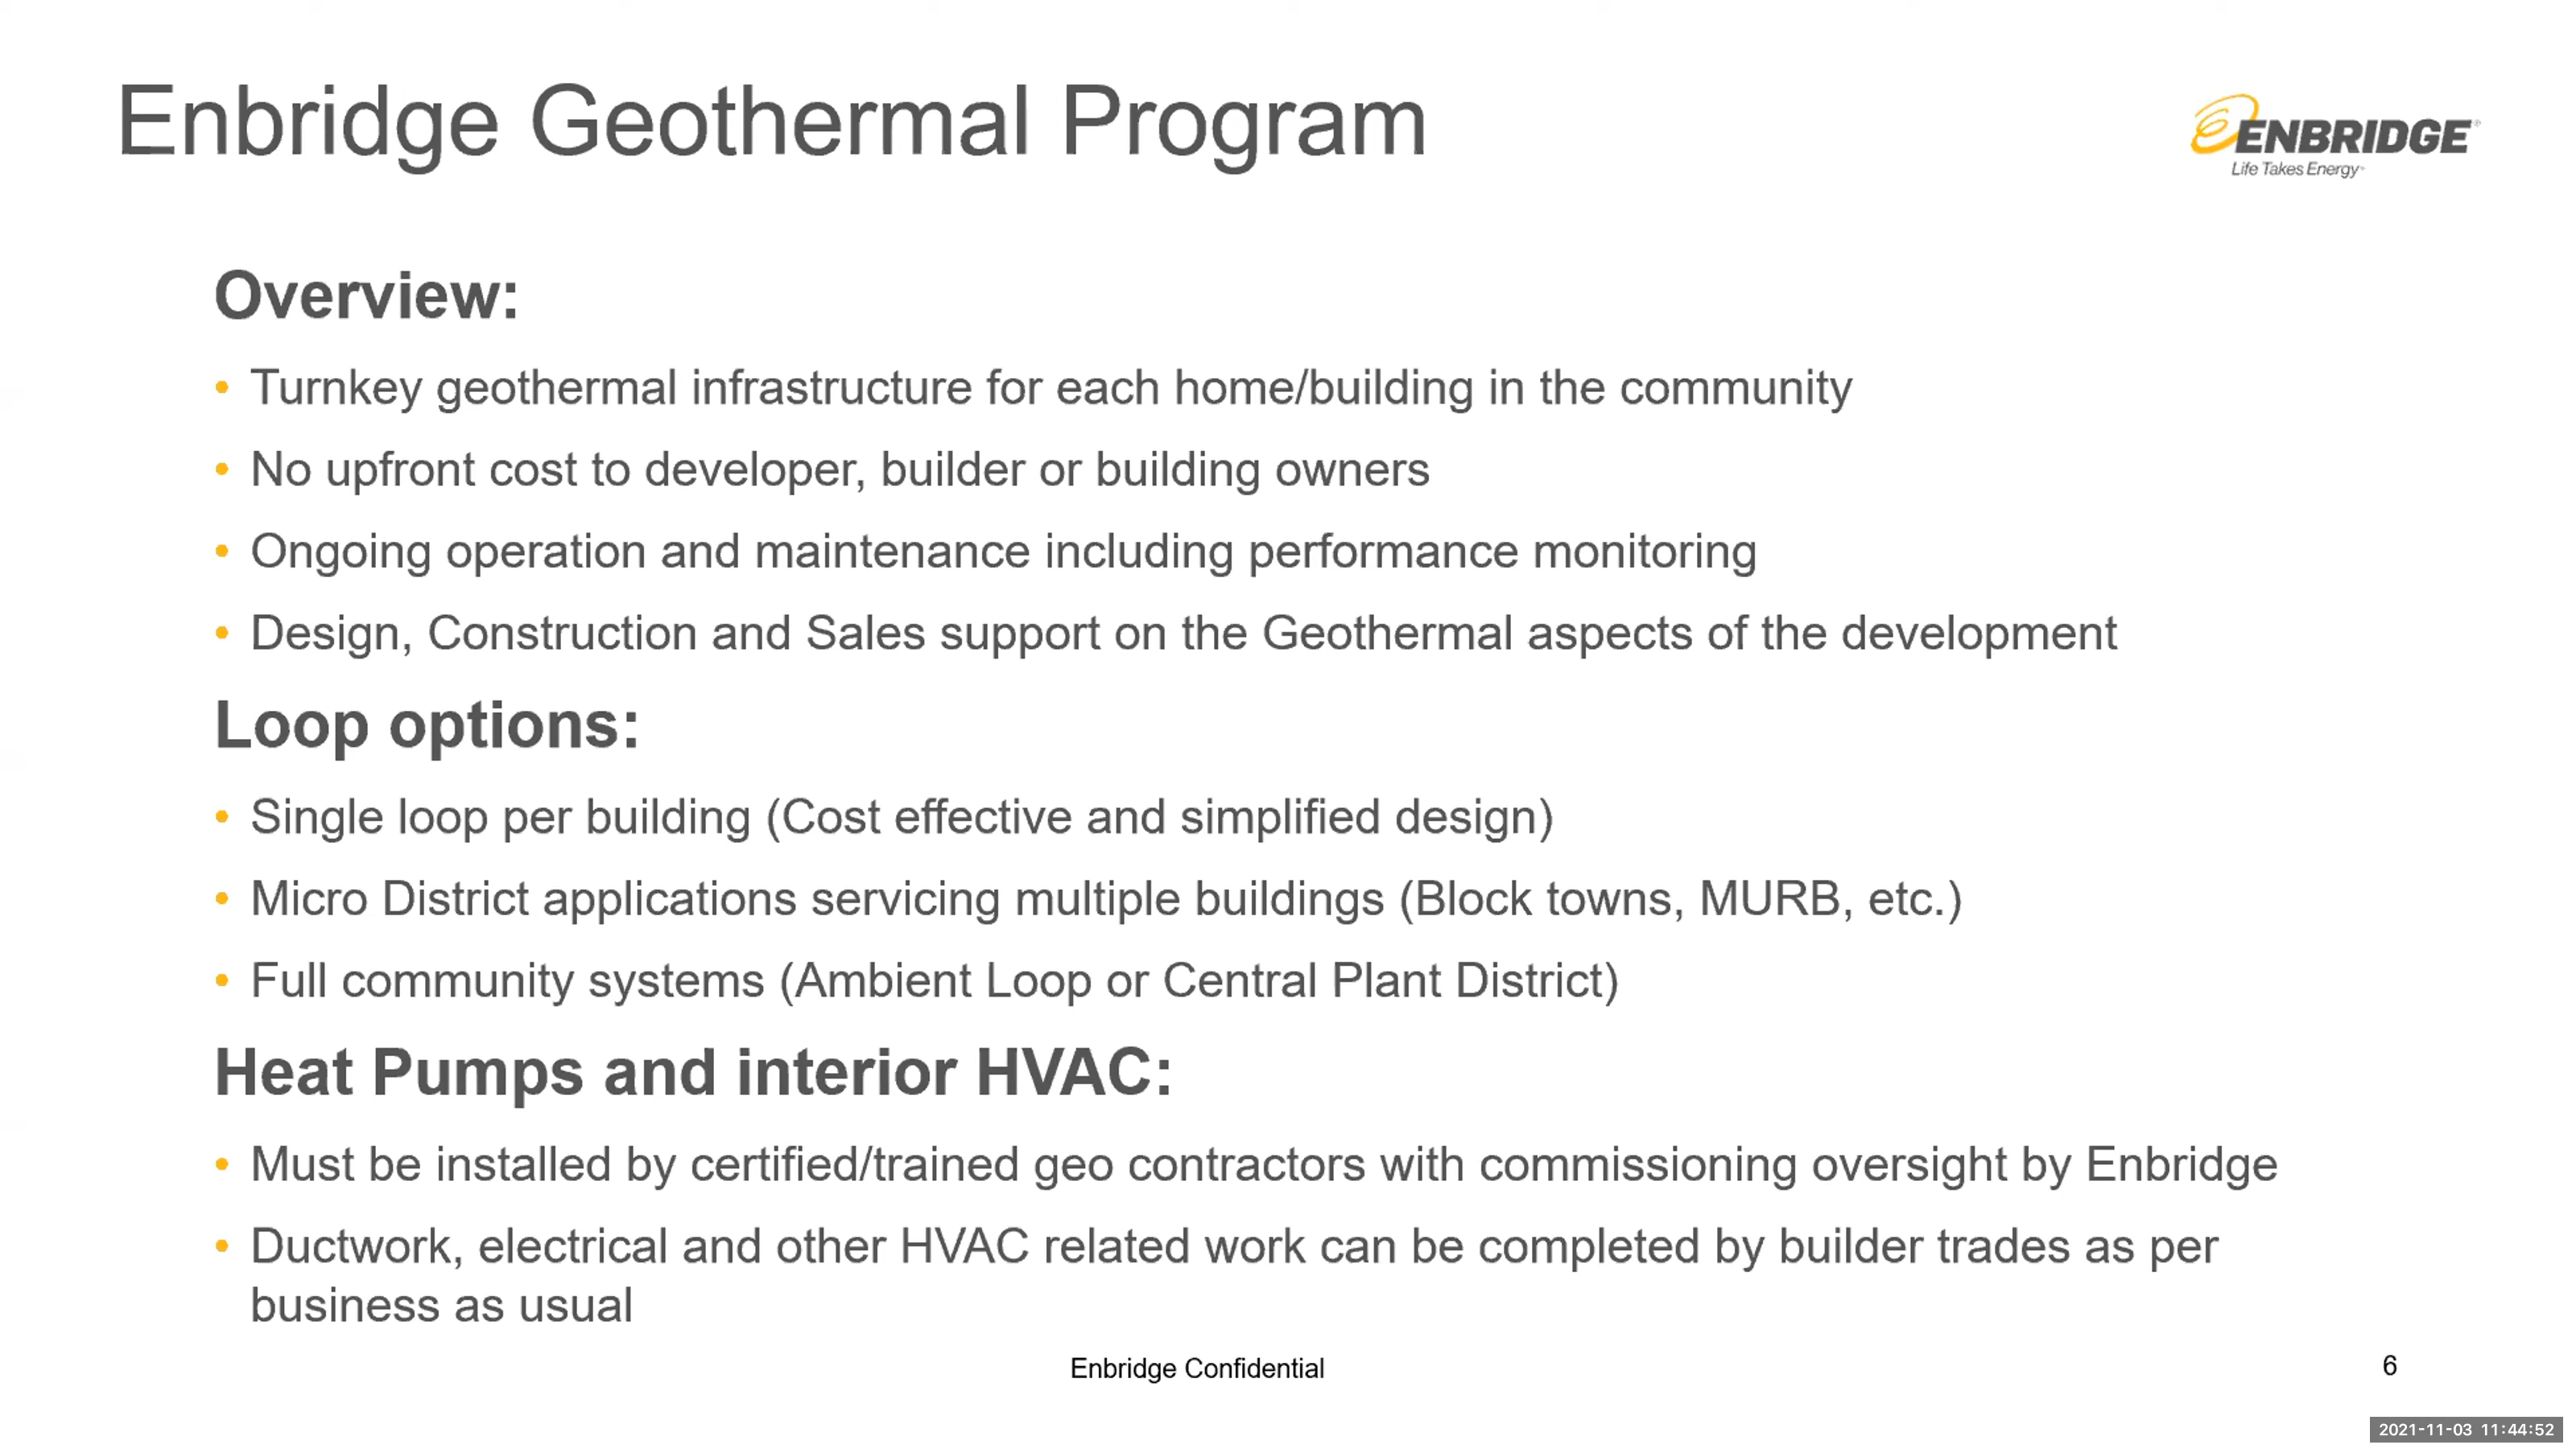 Enbridge Geothermal Program
ENBRIDGE®
Life Takes Energy™
Overview:
• Turnkey geothermal infrastructure for each home/building in the community
• No upfront cost to developer, builder or building owners
• Ongoing operation and maintenance including performance monitoring
• Design, Construction and Sales support on the Geothermal aspects of the development
Loop options:
• Single loop per building (Cost effective and simplified design)
• Micro District applications servicing multiple buildings (Block towns, MURB, etc.)
• Full community systems (Ambient Loop or Central Plant District)
Heat Pumps and interior HVAC:
• Must be installed by certified/trained geo contractors with commissioning oversight by Enbridge
• Ductwork, electrical and other HVAC related work can be completed by builder trades as per
business as usual
Enbridge Confidential
6
2021-11-03 11:44:52